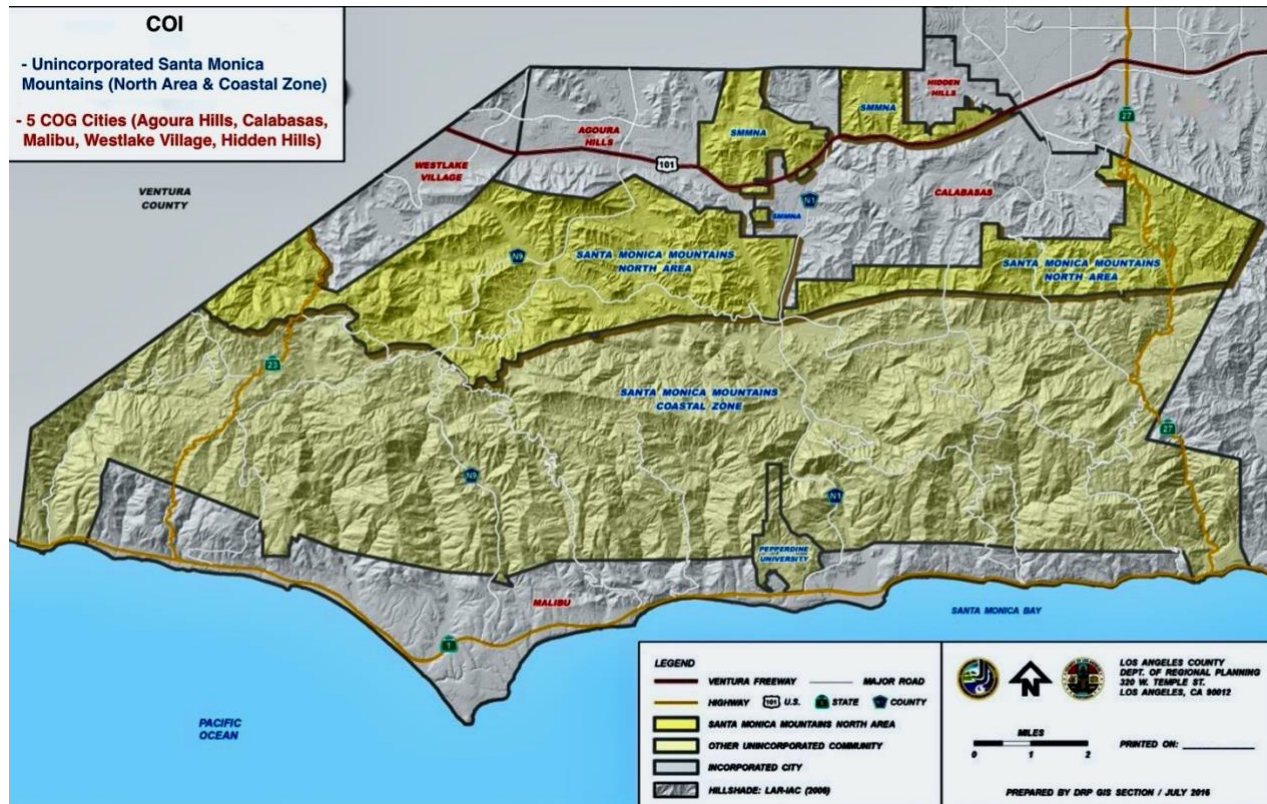 COI
- Unincorporated Santa Monica
Mountains (North Area & Coastal Zone)
- 5 COG Cities (Agoura Hills, Calabasas,
Malibu, Westlake Village, Hidden Hills)
VENTURA
COUNTY
WESTLAKE
VILLAGE
AGOURA
HILLS
101
SMMNA
SMMNA
HIDDEN
HILLS
27
N1
SMMNA
CALABASAS
N9
SANTA MONICA MOUNTAINS
NORTH AREA
SANTA MONICA MOUNTAINS
NORTH AREA
23
SANTA MONICA MOUNTAINS
COASTAL ZONE
27
N9
N1
PEPPERDINE
UNIVERSITY
MALIBU
SANTA MONICA BAY
1
PACIFIC
OCEAN
LEGEND
VENTURA FREEWAY
MAJOR ROAD
HIGHWAY
101
U.S.
STATE
COUNTY
SANTA MONICA MOUNTAINS NORTH AREA
OTHER UNINCORPORATED COMMUNITY
INCORPORATED CITY
HILLSHADE: LAR-IAC (2006)
N
LOS ANGELES COUNTY
DEPT. OF REGIONAL PLANNING
320 W. TEMPLE ST.
LOS ANGELES, CA 90012
MILES
0 1 2
PRINTED ON: ____________
PREPARED BY DRP GIS SECTION / JULY 2016